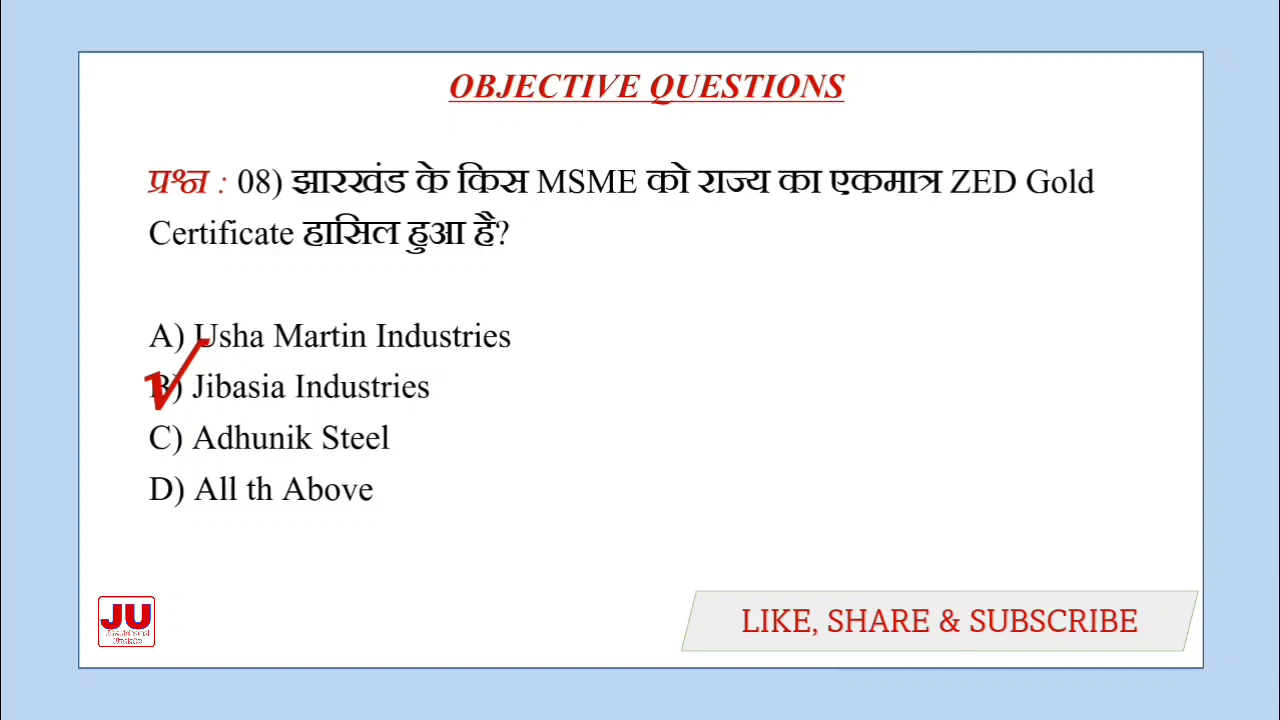 OBJECTIVE QUESTIONS
प्रश्न : 08) झारखंड के किस MSME को राज्य का एकमात्र ZED Gold
Certificate हासिल हुआ है?
A) Usha Martin Industries
B) Jibasia Industries
C) Adhunik Steel
D) All th Above
JU
LIKE, SHARE & SUBSCRIBE